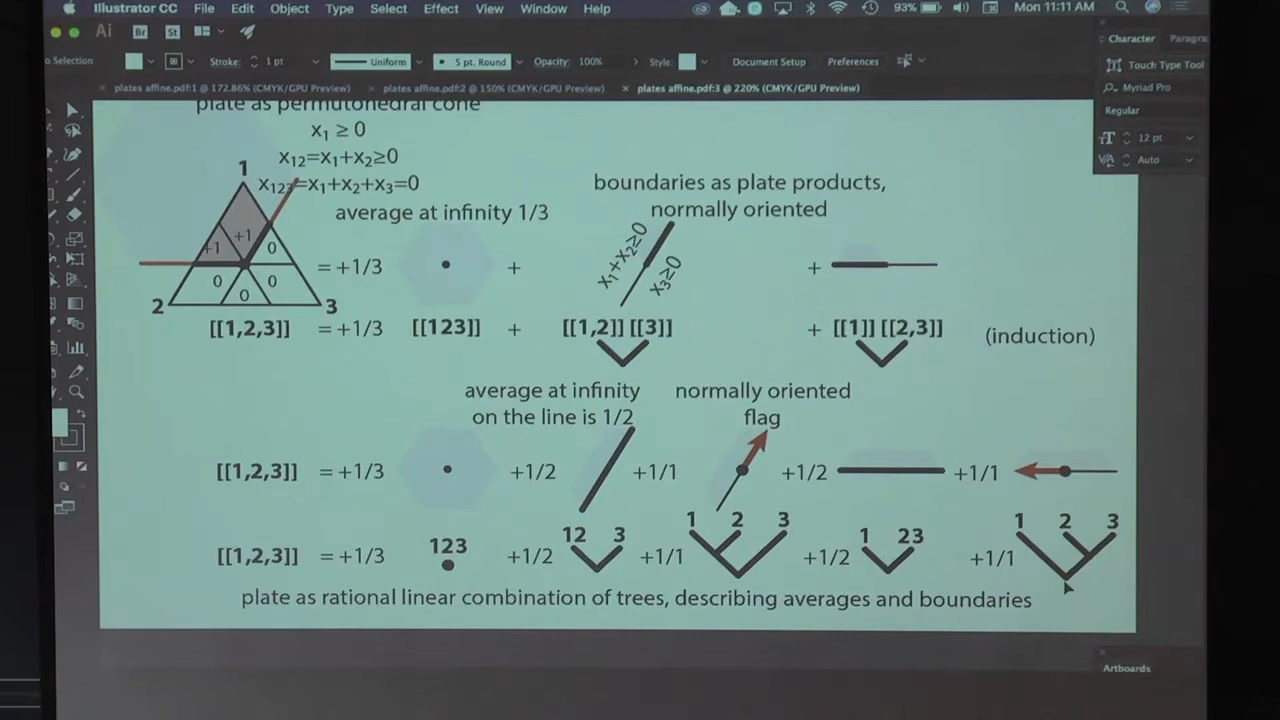 Illustrator CC File Edit Object Type Select Effect View Window Help 93% Mon 11:11 AM
Ai Br St
Character
o Selection Stroke: 1 pt Uniform 5 pt. Round Opacity: 100% Style: Document Setup Preferences
Touch Type Tool
plates affine.pdf:1 @ 172.86% (CMYK/GPU Preview) plates affine.pdf:2 @ 150% (CMYK/GPU Preview) plates affine.pdf:3 @ 220% (CMYK/GPU Preview)
Myriad Pro
Regular
12 pt
Auto
plate as permutohedral cone
x₁ ≥ 0
x₁₂=x₁+x₂≥0
=x₁+x₂+x₃=0
average at infinity 1/3
boundaries as plate products,
normally oriented
1
+1 +1 0
0 0 0
2 3
= +1/3 + x₁+x₂≥0 x₃≥0 +
[[1,2,3]] = +1/3 [[123]] + [[1,2]] [[3]] + [[1]] [[2,3]] (induction)
average at infinity
on the line is 1/2
normally oriented
flag
[[1,2,3]] = +1/3 +1/2 +1/1 +1/2 +1/1
[[1,2,3]] = +1/3 123 +1/2 12 3 +1/1 1 2 3 +1/2 1 23 +1/1 1 2 3
plate as rational linear combination of trees, describing averages and boundaries
Artboards